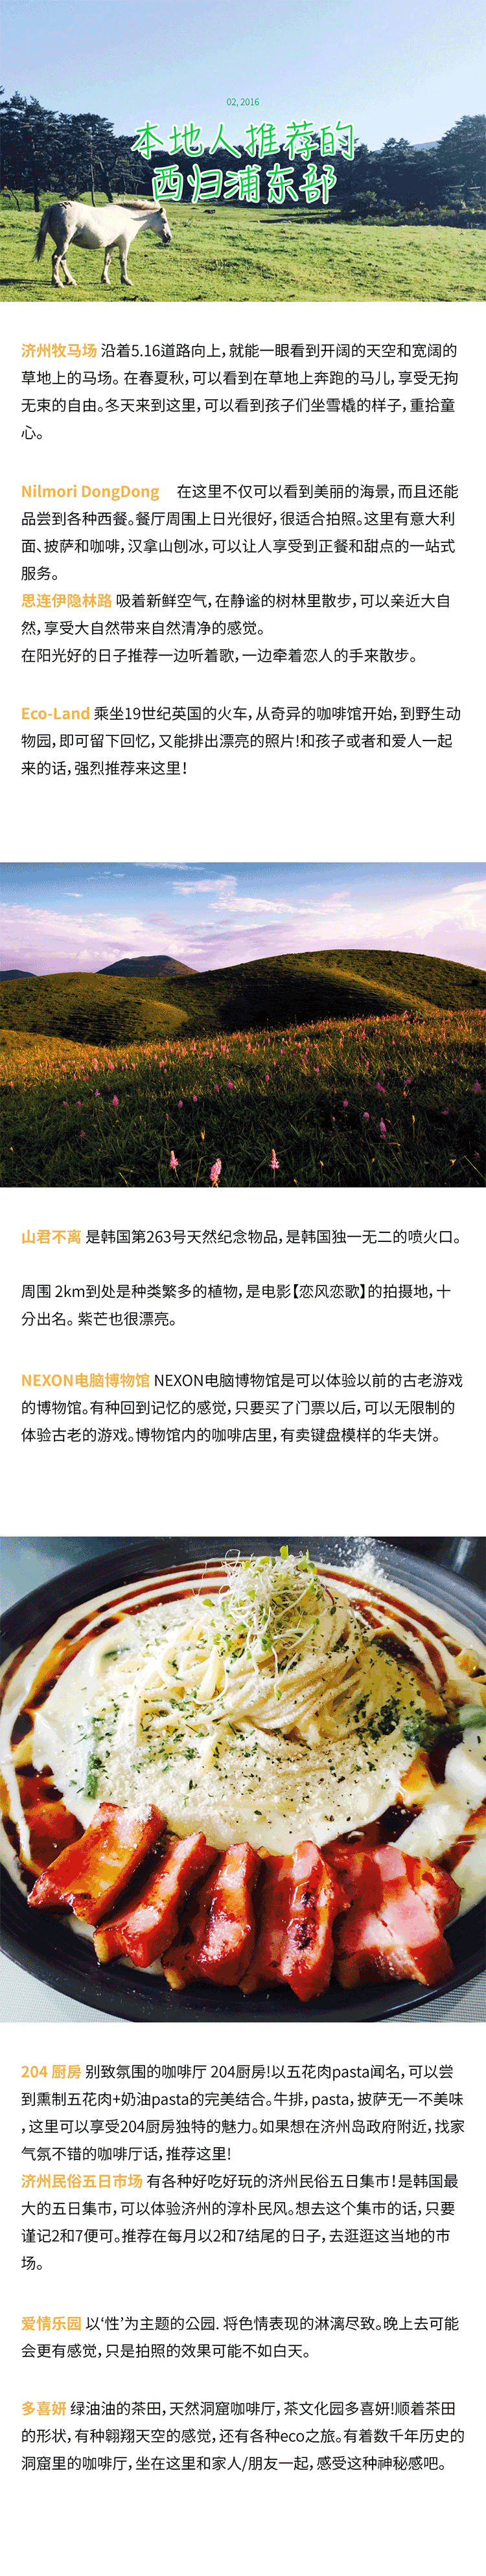 02, 2016
本地人推荐的
西归浦东部
济州牧马场 沿着5.16道路向上，就能一眼看到开阔的天空和宽阔的
草地上的马场。在春夏秋，可以看到在草地上奔跑的马儿，享受无拘
无束的自由。冬天来到这里，可以看到孩子们坐雪橇的样子，重拾童
心。
Nilmori DongDong 在这里不仅可以看到美丽的海景，而且还能
品尝到各种西餐。餐厅周围上日光很好，很适合拍照。这里有意大利
面、披萨和咖啡，汉拿山刨冰，可以让人享受到正餐和甜点的一站式
服务。
思连伊隐林路 吸着新鲜空气，在静谧的树林里散步，可以亲近大自
然，享受大自然带来自然清净的感觉。
在阳光好的日子推荐一边听着歌，一边牵着恋人的手来散步。
Eco-Land 乘坐19世纪英国的火车，从奇异的咖啡馆开始，到野生动
物园，即可留下回忆，又能排出漂亮的照片!和孩子或者和爱人一起
来的话，强烈推荐来这里！
山君不离 是韩国第263号天然纪念物品，是韩国独一无二的喷火口。
周围 2km到处是种类繁多的植物，是电影【恋风恋歌】的拍摄地，十
分出名。紫芒也很漂亮。
NEXON电脑博物馆 NEXON电脑博物馆是可以体验以前的古老游戏
的博物馆。有种回到记忆的感觉，只要买了门票以后，可以无限制的
体验古老的游戏。博物馆内的咖啡店里，有卖键盘模样的华夫饼。
204 厨房 别致氛围的咖啡厅 204厨房!以五花肉pasta闻名，可以尝
到熏制五花肉+奶油pasta的完美结合。牛排，pasta，披萨无一不美味
，这里可以享受204厨房独特的魅力。如果想在济州岛政府附近，找家
气氛不错的咖啡厅话，推荐这里!
济州民俗五日市场 有各种好吃好玩的济州民俗五日集市！是韩国最
大的五日集市，可以体验济州的淳朴民风。想去这个集市的话，只要
谨记2和7便可。推荐在每月以2和7结尾的日子，去逛逛这当地的市
场。
爱情乐园 以‘性’为主题的公园. 将色情表现的淋漓尽致。晚上去可能
会更有感觉，只是拍照的效果可能不如白天。
多喜妍 绿油油的茶田，天然洞窟咖啡厅，茶文化园多喜妍!顺着茶田
的形状，有种翱翔天空的感觉，还有各种eco之旅。有着数千年历史的
洞窟里的咖啡厅，坐在这里和家人/朋友一起，感受这种神秘感吧。